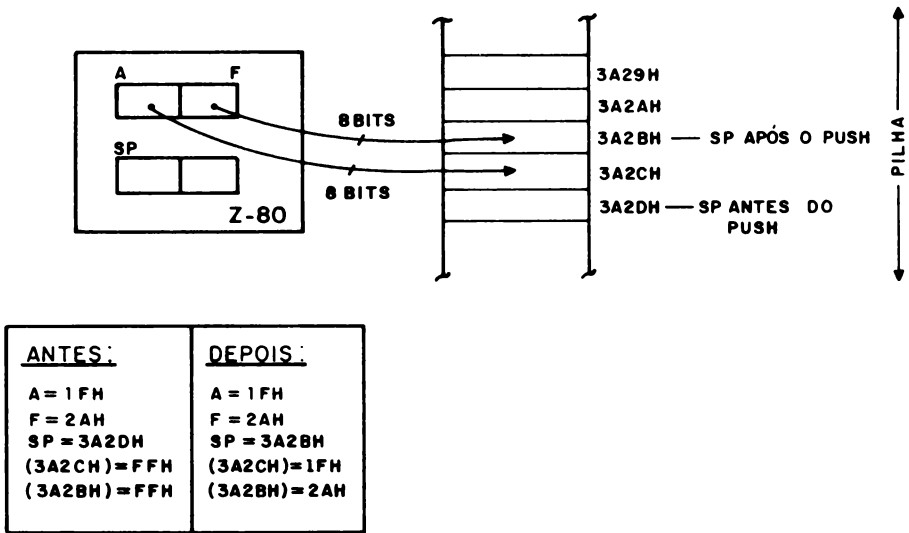 A F
SP
Z-80
8 BITS
8 BITS
3A29H
3A2AH
3A2BH — SP APÓS O PUSH
3A2CH
3A2DH — SP ANTES DO
PUSH
PILHA
ANTES:
A = 1FH
F = 2AH
SP = 3A2DH
(3A2CH) = FFH
(3A2BH) = FFH
DEPOIS:
A = 1FH
F = 2AH
SP = 3A2BH
(3A2CH) = 1FH
(3A2BH) = 2AH